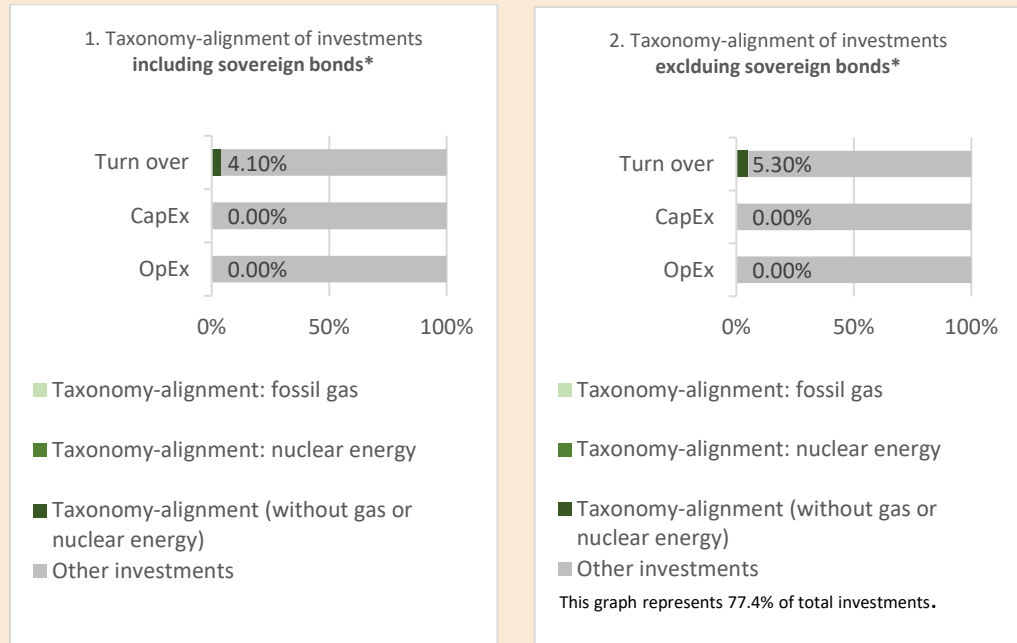 1. Taxonomy-alignment of investments
including sovereign bonds*
Turn over
4.10%
CapEx
0.00%
OpEx
0.00%
0%
50%
100%
Taxonomy-alignment: fossil gas
Taxonomy-alignment: nuclear energy
Taxonomy-alignment (without gas or
nuclear energy)
Other investments
2. Taxonomy-alignment of investments
exclduing sovereign bonds*
Turn over
5.30%
CapEx
0.00%
OpEx
0.00%
0%
50%
100%
Taxonomy-alignment: fossil gas
Taxonomy-alignment: nuclear energy
Taxonomy-alignment (without gas or
nuclear energy)
Other investments
This graph represents 77.4% of total investments.